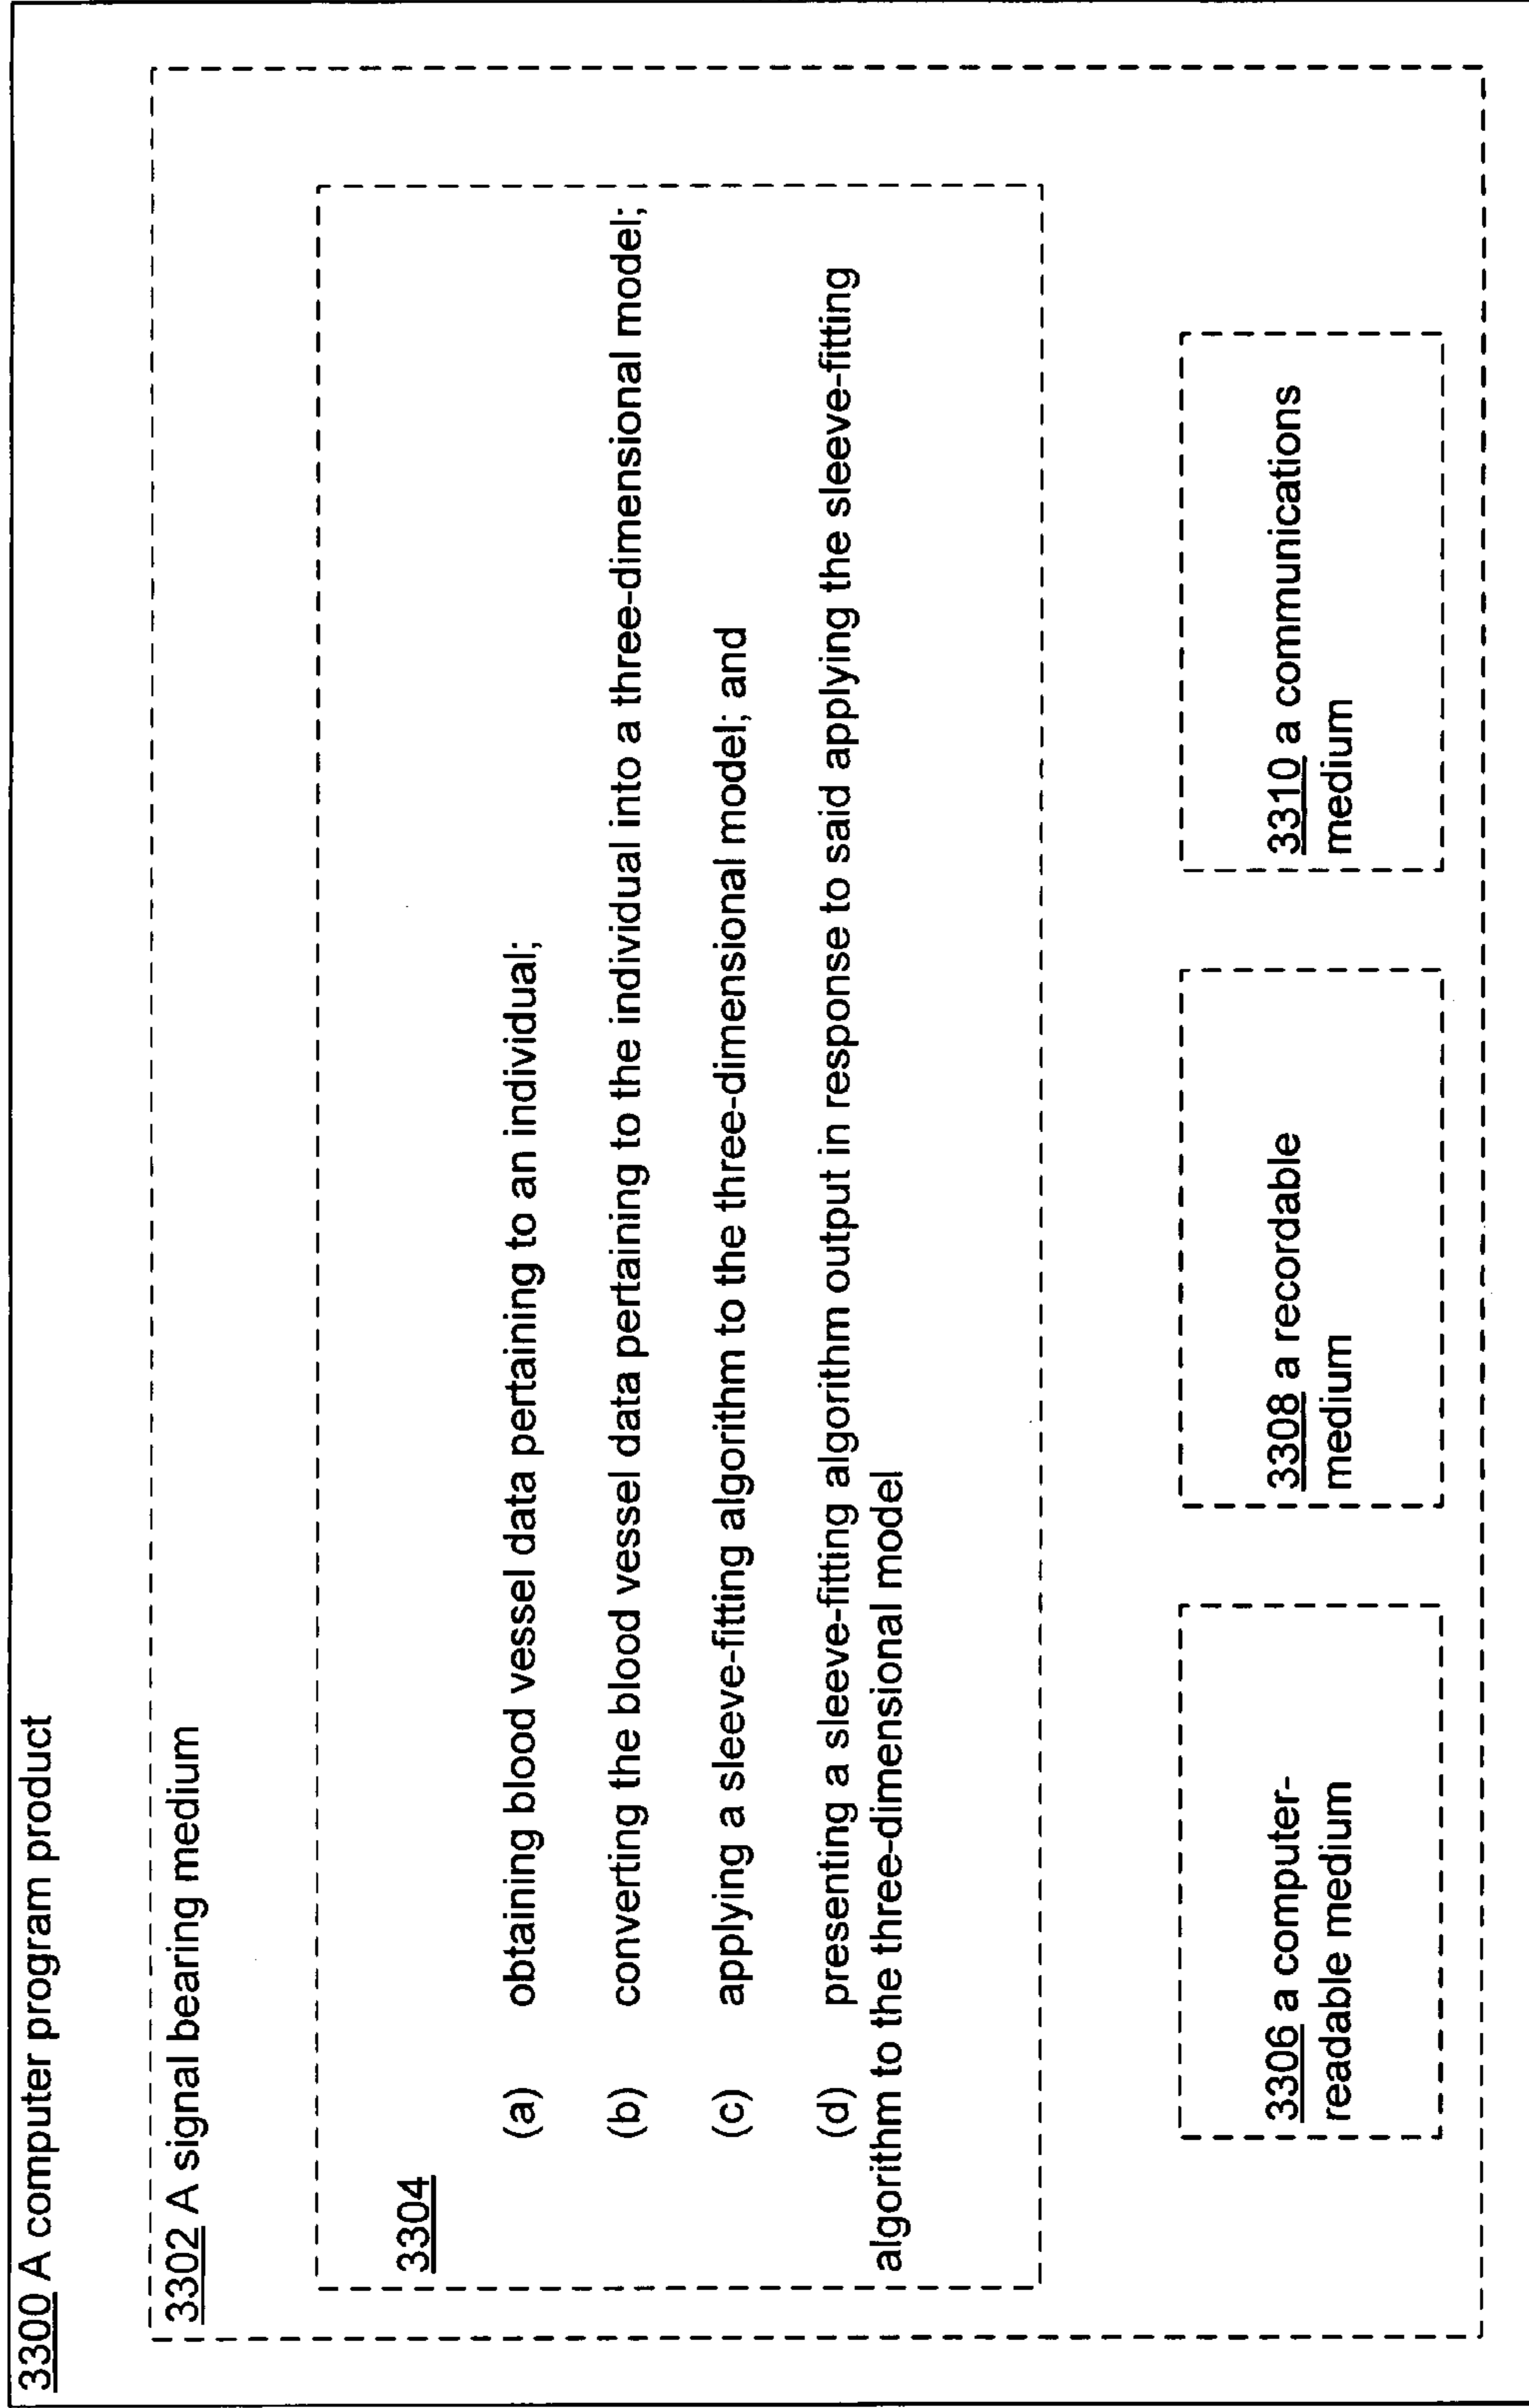 3300 A computer program product
3302 A signal bearing medium
3304
(a) obtaining blood vessel data pertaining to an individual;
(b) converting the blood vessel data pertaining to the individual into a three-dimensional model;
(c) applying a sleeve-fitting algorithm to the three-dimensional model; and
(d) presenting a sleeve-fitting algorithm output in response to said applying the sleeve-fitting
algorithm to the three-dimensional model
3306 a computer-
readable medium
3308 a recordable
medium
3310 a communications
medium